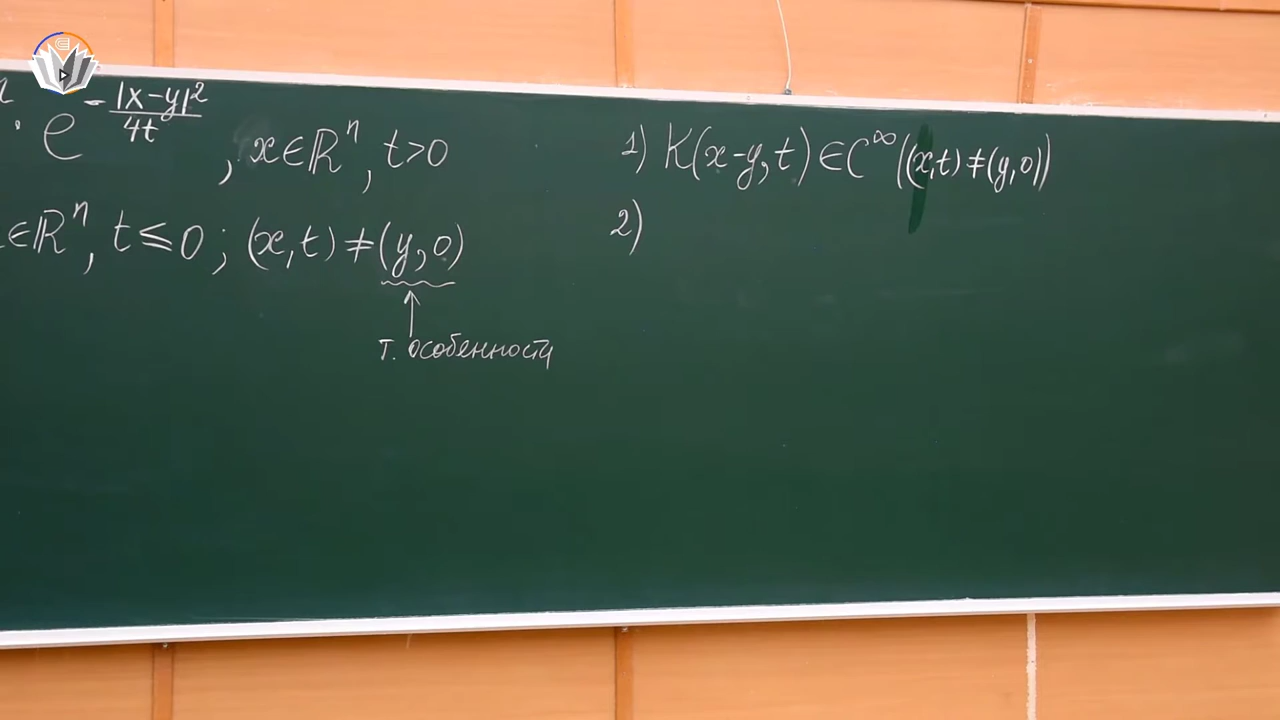 · e^{-\frac{|x-y|^2}{4t}}, x∈ℝⁿ, t>0
∈ℝⁿ, t≤0; (x,t)≠(y,0)
т. особенности
1) K(x-y,t)∈C^∞((x,t)≠(y,0))
2)